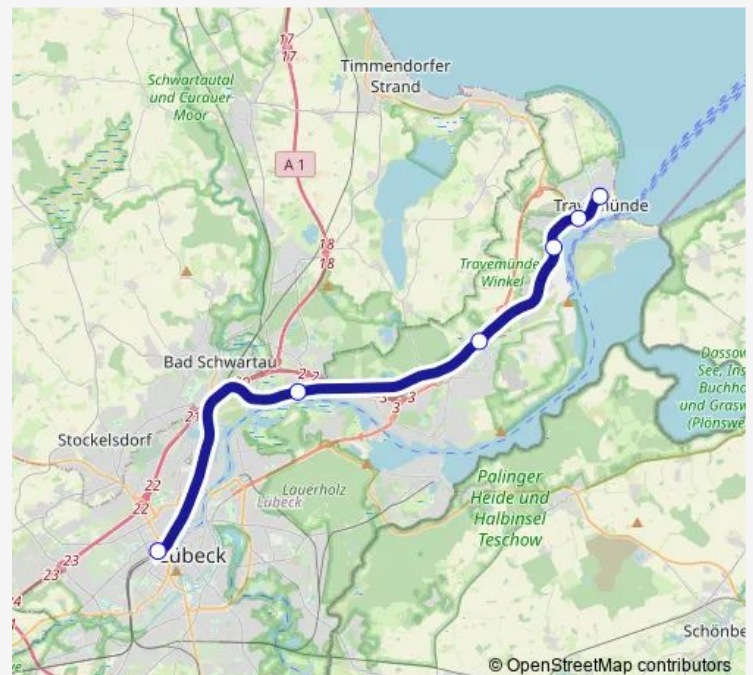 17
17
Timmendorfer
Strand
Schwartautal
und Curauer
Moor
A 1
Travemünde
18
18
Travemünde
Winkel
Bad Schwartau
2
2
3
3
Stockelsdorf
21
22
22
23
23
Lauerholz
Lübeck
Lübeck
Palinger
Heide und
Halbinsel
Teschow
Dassow
See, Ins
Buchho
und Grasw
(Plönswe
Schönbe
© OpenStreetMap contributors